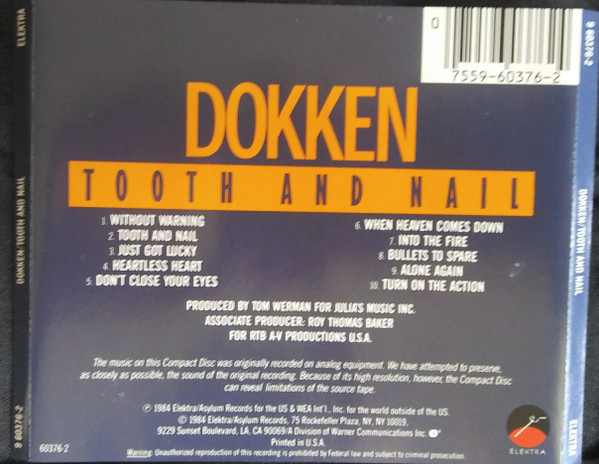 ELEKTRA
DOKKEN/TOOTH AND NAIL
9 60376-2
0
7559-60376-2
DOKKEN
TOOTH AND NAIL
1. WITHOUT WARNING
2. TOOTH AND NAIL
3. JUST GOT LUCKY
4. HEARTLESS HEART
5. DON'T CLOSE YOUR EYES
6. WHEN HEAVEN COMES DOWN
7. INTO THE FIRE
8. BULLETS TO SPARE
9. ALONE AGAIN
10. TURN ON THE ACTION
PRODUCED BY TOM WERMAN FOR JULIA'S MUSIC INC.
ASSOCIATE PRODUCER: ROY THOMAS BAKER
FOR RTB A-V PRODUCTIONS U.S.A.
The music on this Compact Disc was originally recorded on analog equipment. We have attempted to preserve,
as closely as possible, the sound of the original recording. Because of its high resolution, however, the Compact Disc
can reveal limitations of the source tape.
℗ 1984 Elektra/Asylum Records for the US & WEA Int'l., Inc. for the world outside of the US.
© 1984 Elektra/Asylum Records, 75 Rockefeller Plaza, NY, NY 10019,
9229 Sunset Boulevard, LA, CA 90069/A Division of Warner Communications Inc.
Printed in U.S.A.
60376-2
Warning: Unauthorized reproduction of this recording is prohibited by Federal law and subject to criminal prosecution.
ELEKTRA
9 60376-2
DOKKEN/TOOTH AND NAIL
ELEKTRA